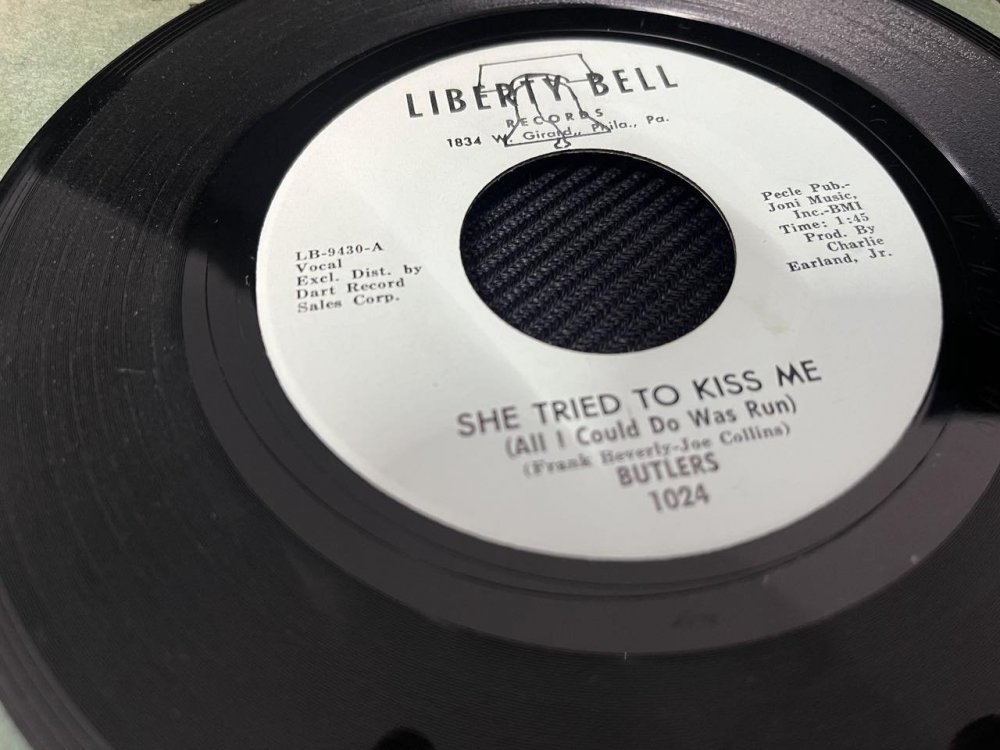 LIBERTY BELL
RECORDS
1834 W. Girard., Phila., Pa.
LB-9430-A
Vocal
Excl. Dist. by
Dart Record
Sales Corp.
Pecle Pub.-
Joni Music,
Inc.-BMI
Time: 1:45
Prod. By
Charlie
Earland, Jr.
SHE TRIED TO KISS ME
(All I Could Do Was Run)
(Frank Beverly-Joe Collins)
BUTLERS
1024